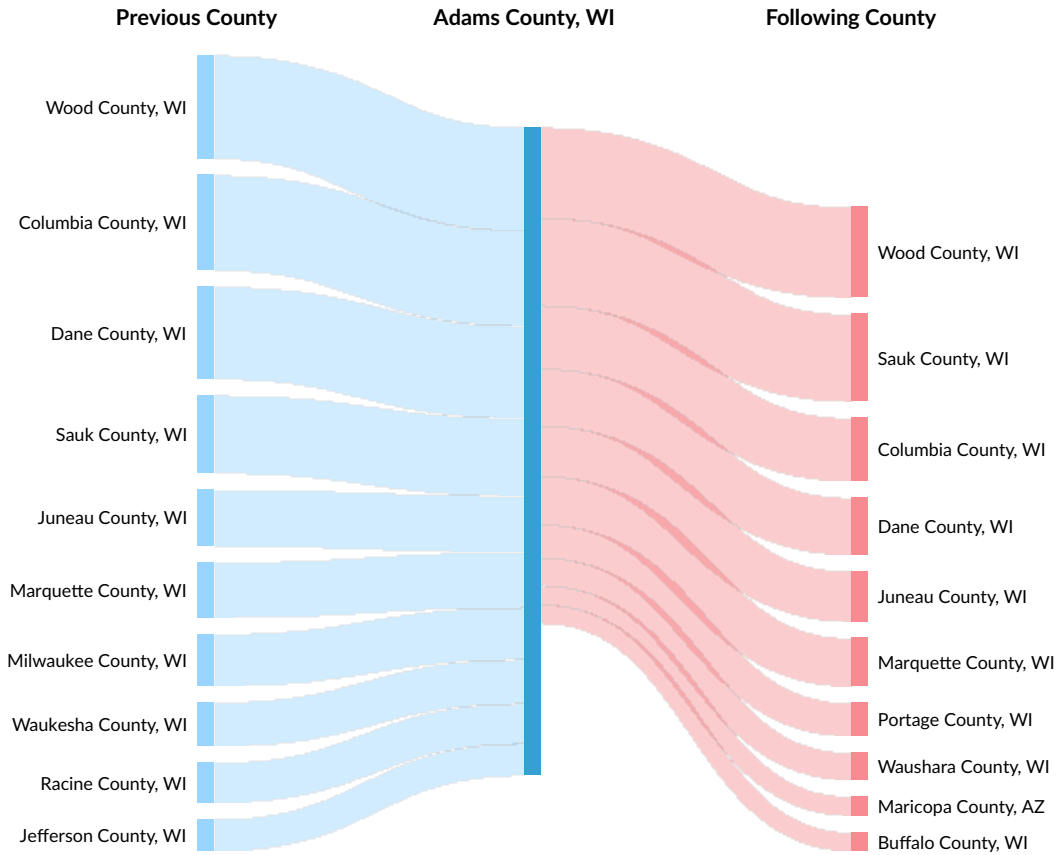 Previous County
Adams County, WI
Following County
Wood County, WI
Columbia County, WI
Dane County, WI
Sauk County, WI
Juneau County, WI
Marquette County, WI
Milwaukee County, WI
Waukesha County, WI
Racine County, WI
Jefferson County, WI
Wood County, WI
Sauk County, WI
Columbia County, WI
Dane County, WI
Juneau County, WI
Marquette County, WI
Portage County, WI
Waushara County, WI
Maricopa County, AZ
Buffalo County, WI